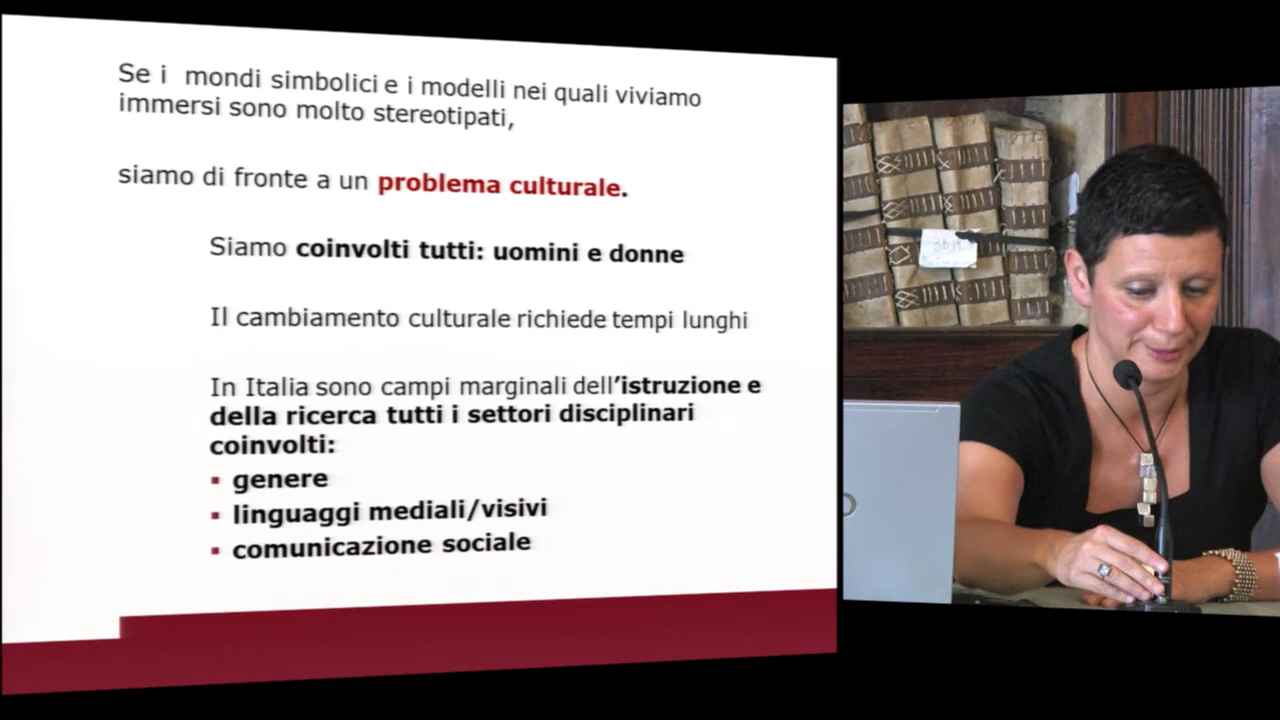 Se i mondi simbolici e i modelli nei quali viviamo
immersi sono molto stereotipati,
siamo di fronte a un problema culturale.
Siamo coinvolti tutti: uomini e donne
Il cambiamento culturale richiede tempi lunghi
In Italia sono campi marginali dell'istruzione e
della ricerca tutti i settori disciplinari
coinvolti:
▪ genere
▪ linguaggi mediali/visivi
▪ comunicazione sociale